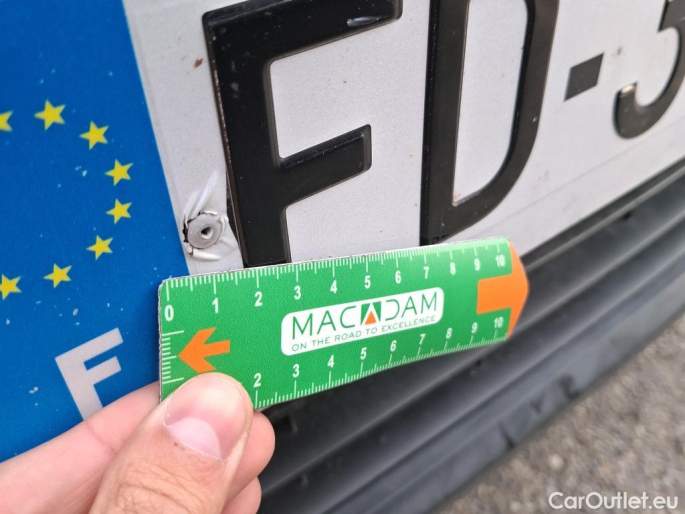 FD-3
F
0 1 2 3 4 5 6 7 8 9 10
MACADAM
ON THE ROAD TO EXCELLENCE
2 3 4 5 6 7 8 9 10
CarOutlet.eu